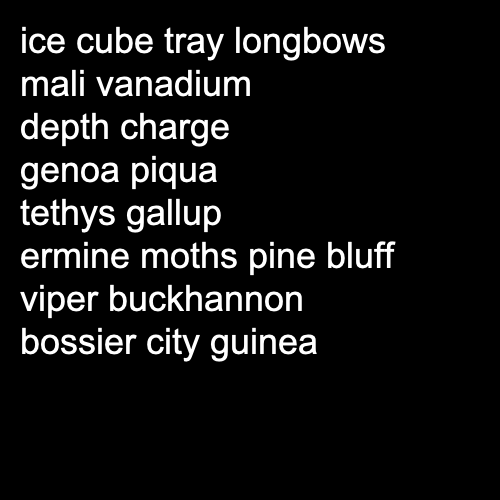 ice cube tray longbows
mali vanadium
depth charge
genoa piqua
tethys gallup
ermine moths pine bluff
viper buckhannon
bossier city guinea